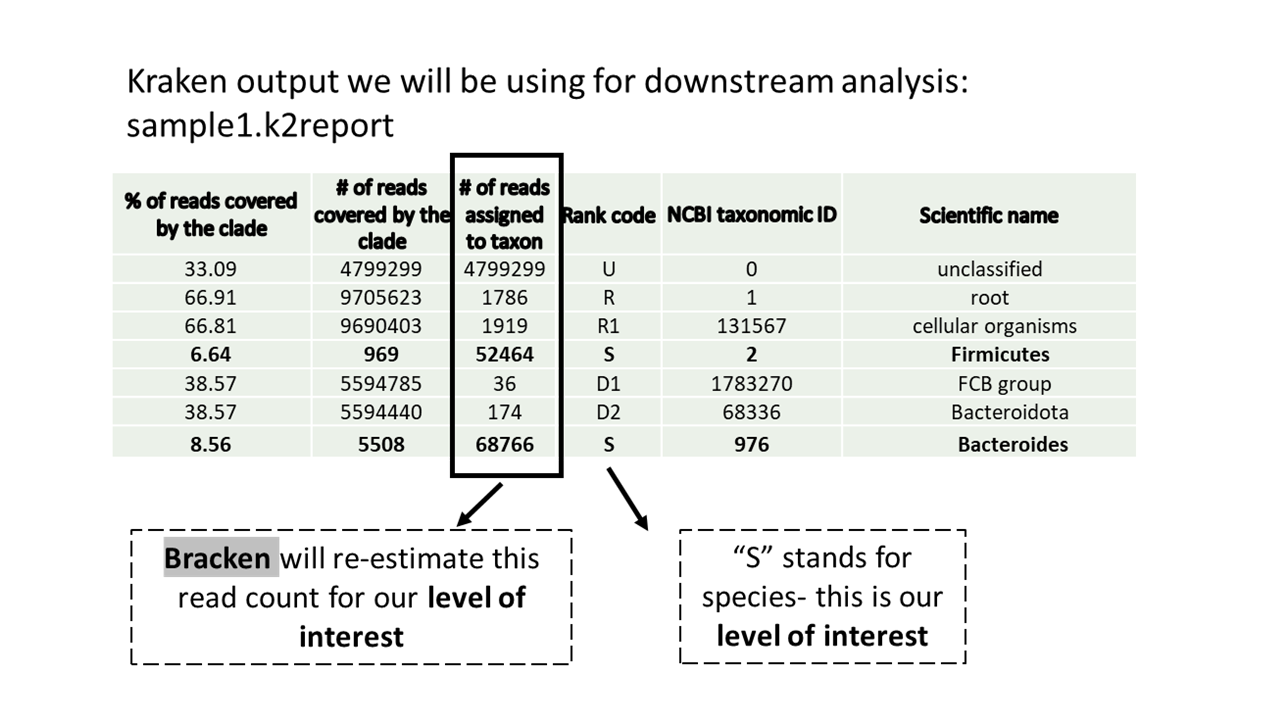 Kraken output we will be using for downstream analysis:
sample1.k2report
% of reads covered by the clade | # of reads covered by the clade | # of reads assigned to taxon | Rank code | NCBI taxonomic ID | Scientific name
33.09 | 4799299 | 4799299 | U | 0 | unclassified
66.91 | 9705623 | 1786 | R | 1 | root
66.81 | 9690403 | 1919 | R1 | 131567 | cellular organisms
6.64 | 969 | 52464 | S | 2 | Firmicutes
38.57 | 5594785 | 36 | D1 | 1783270 | FCB group
38.57 | 5594440 | 174 | D2 | 68336 | Bacteroidota
8.56 | 5508 | 68766 | S | 976 | Bacteroides
Bracken will re-estimate this
read count for our level of
interest
“S” stands for
species- this is our
level of interest